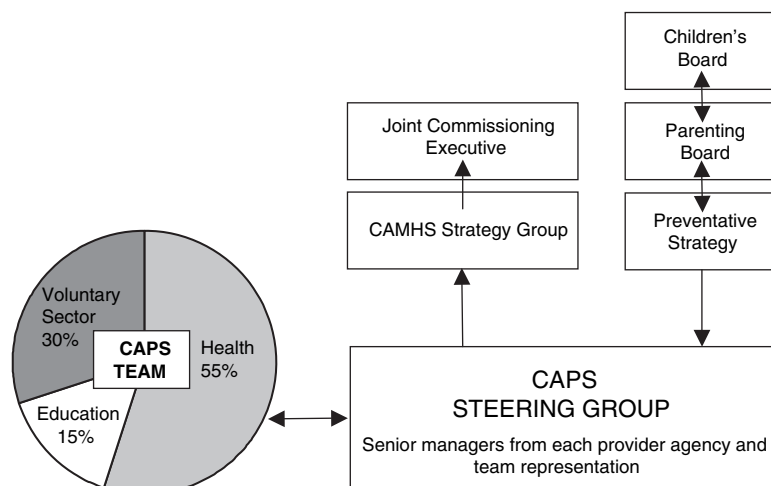 Children's
Board
Joint Commissioning
Executive
Parenting
Board
CAMHS Strategy Group
Preventative
Strategy
Voluntary
Sector
30%
CAPS
TEAM
Health
55%
Education
15%
CAPS
STEERING GROUP
Senior managers from each provider agency and
team representation